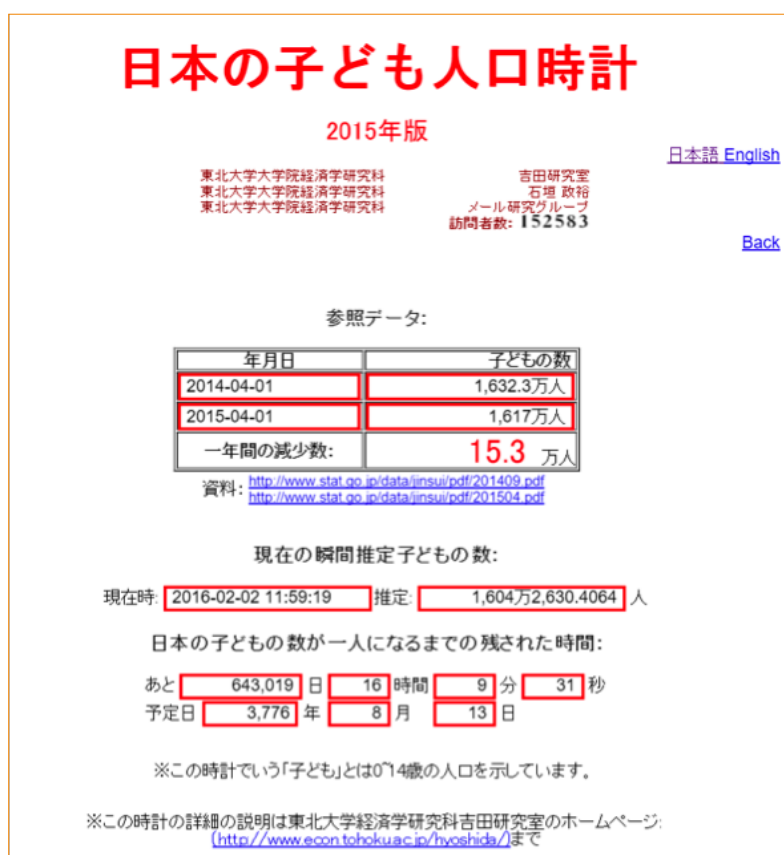 日本の子ども人口時計
2015年版
日本語 English
東北大学大学院経済学研究科 吉田研究室
東北大学大学院経済学研究科 石垣 政裕
東北大学大学院経済学研究科 メール研究グループ
訪問者数: 152583
Back
参照データ:
年月日 子どもの数
2014-04-01 1,632.3万人
2015-04-01 1,617万人
一年間の減少数: 15.3 万人
資料: http://www.stat.go.jp/data/jinsui/pdf/201409.pdf
http://www.stat.go.jp/data/jinsui/pdf/201504.pdf
現在の瞬間推定子どもの数:
現在時: 2016-02-02 11:59:19 推定: 1,604万2,630.4064 人
日本の子どもの数が一人になるまでの残された時間:
あと 643,019 日 16 時間 9 分 31 秒
予定日 3,776 年 8 月 13 日
※この時計でいう「子ども」とは0~14歳の人口を示しています。
※この時計の詳細の説明は東北大学経済学研究科吉田研究室のホームページ:
(http://www.econ.tohoku.ac.jp/hyoshida/)まで